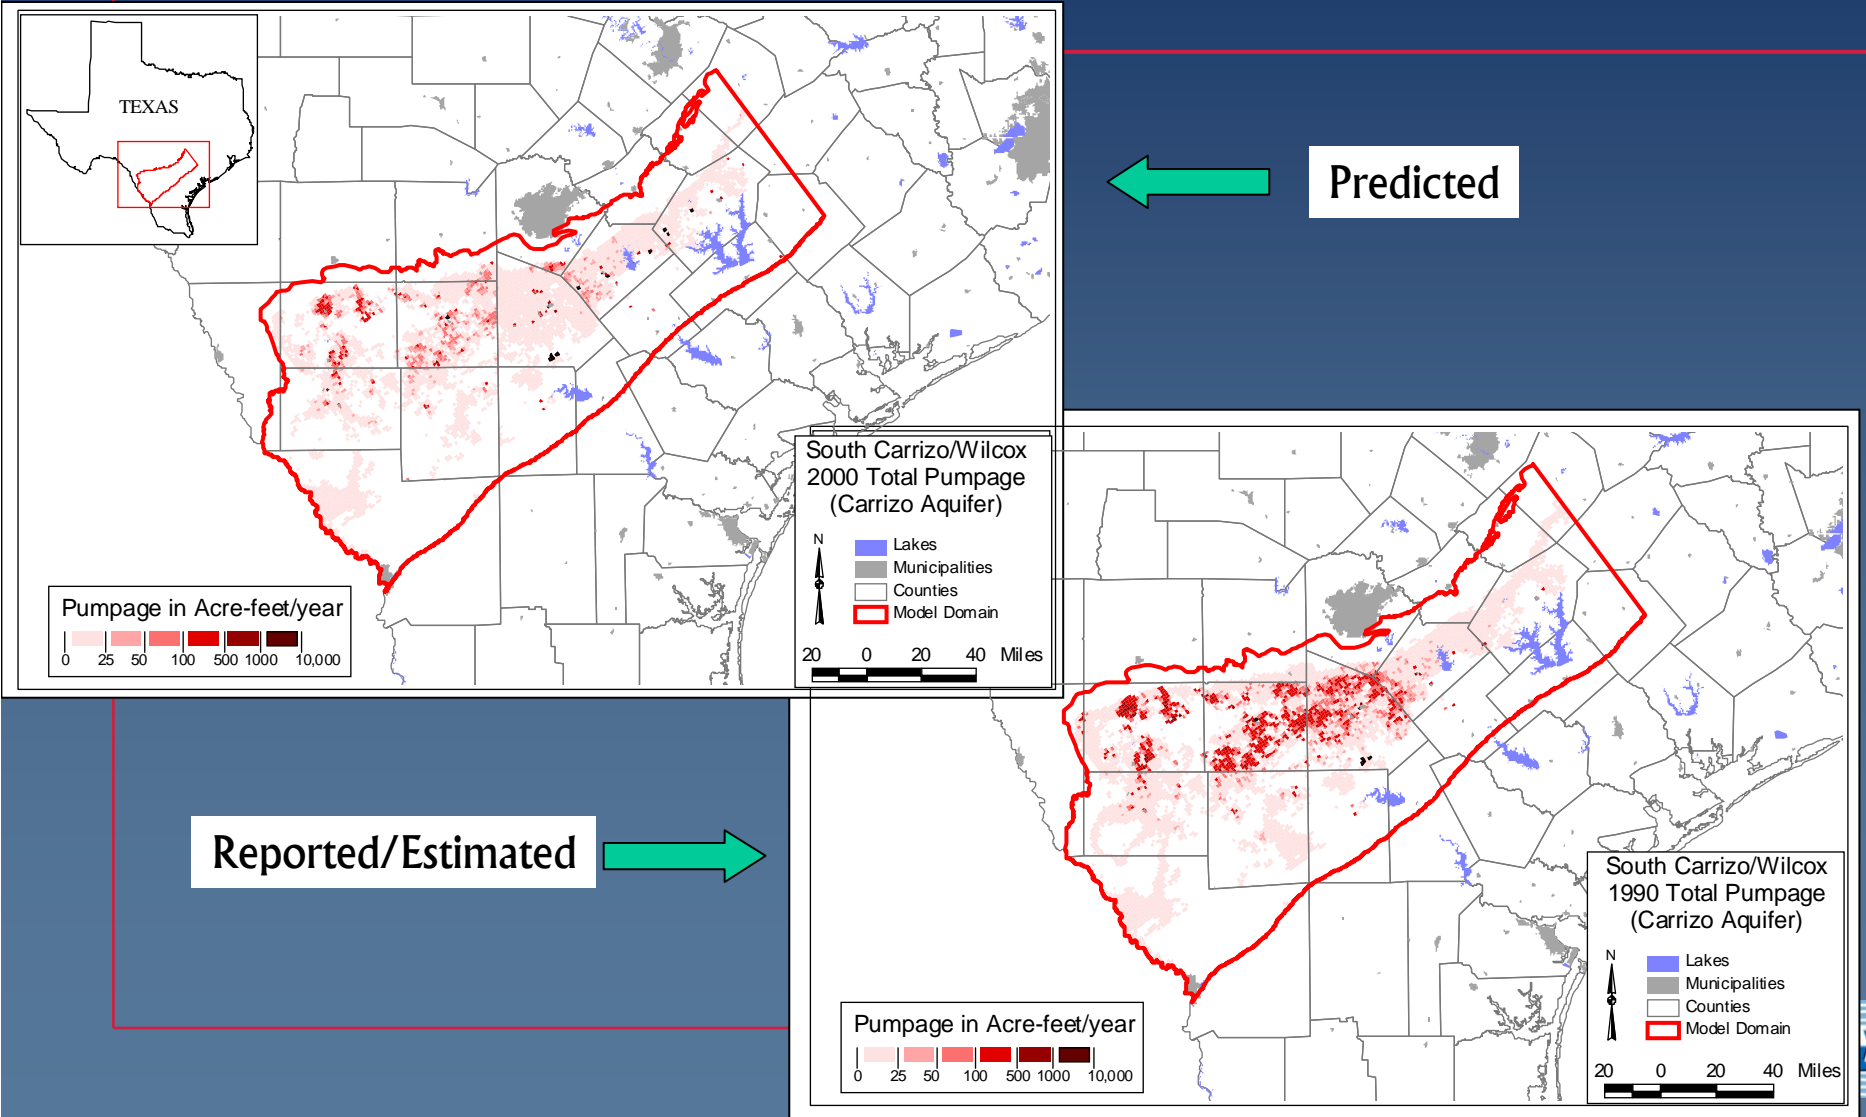 TEXAS
Predicted
South Carrizo/Wilcox
2000 Total Pumpage
(Carrizo Aquifer)
N
Lakes
Municipalities
Counties
Model Domain
20 0 20 40 Miles
Pumpage in Acre-feet/year
0 25 50 100 500 1000 10,000
Reported/Estimated
South Carrizo/Wilcox
1990 Total Pumpage
(Carrizo Aquifer)
N
Lakes
Municipalities
Counties
Model Domain
20 0 20 40 Miles
Pumpage in Acre-feet/year
0 25 50 100 500 1000 10,000